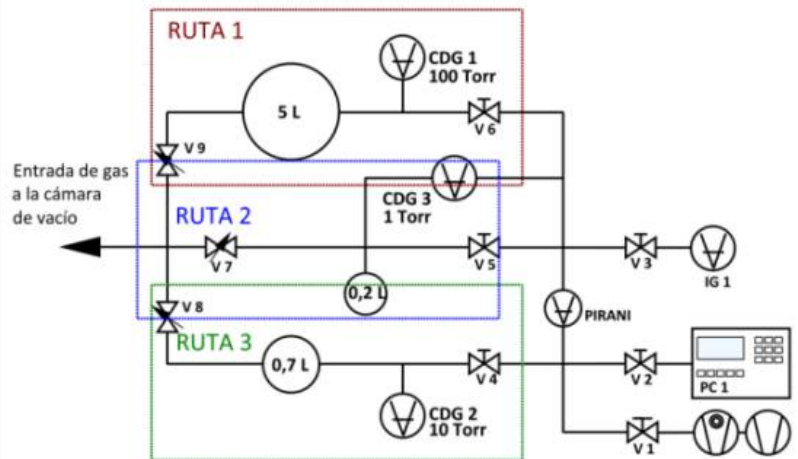 RUTA 1
CDG 1
100 Torr
5 L
V 6
V 9
Entrada de gas
a la cámara
de vacío
CDG 3
1 Torr
RUTA 2
V 7
V 5
V 3
IG 1
0,2 L
V 8
PIRANI
RUTA 3
0,7 L
V 4
V 2
PC 1
CDG 2
10 Torr
V 1